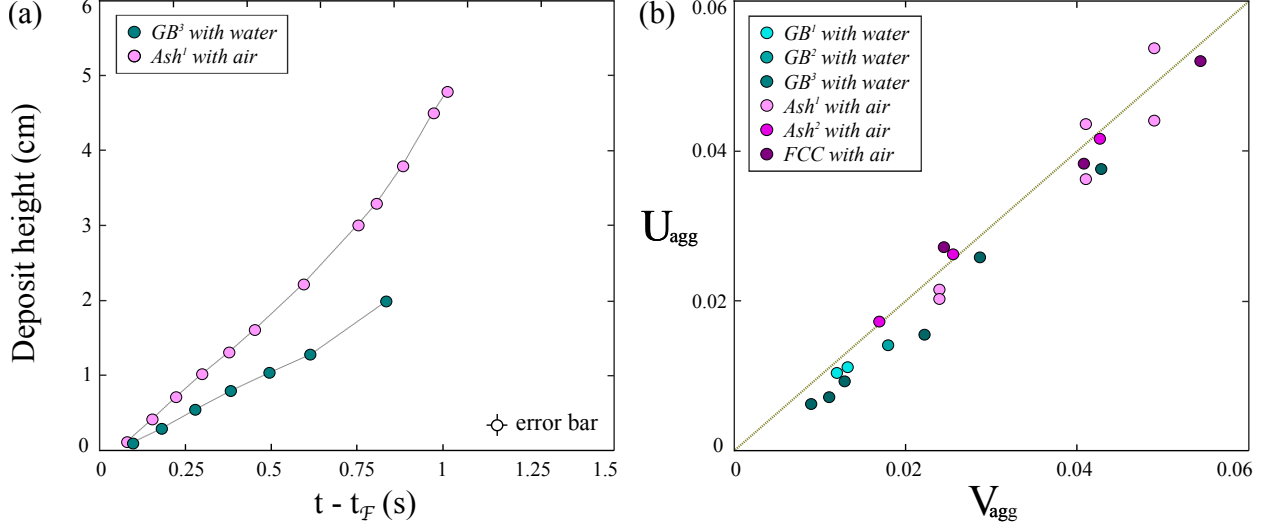 (a)
GB³ with water
Ash¹ with air
Deposit height (cm)
6
5
4
3
2
1
0
error bar
0 0.25 0.5 0.75 1 1.25 1.5
t - t𝓕 (s)
(b)
GB¹ with water
GB² with water
GB³ with water
Ash¹ with air
Ash² with air
FCC with air
Uagg
0.06
0.04
0.02
0
0 0.02 0.04 0.06
Vagg